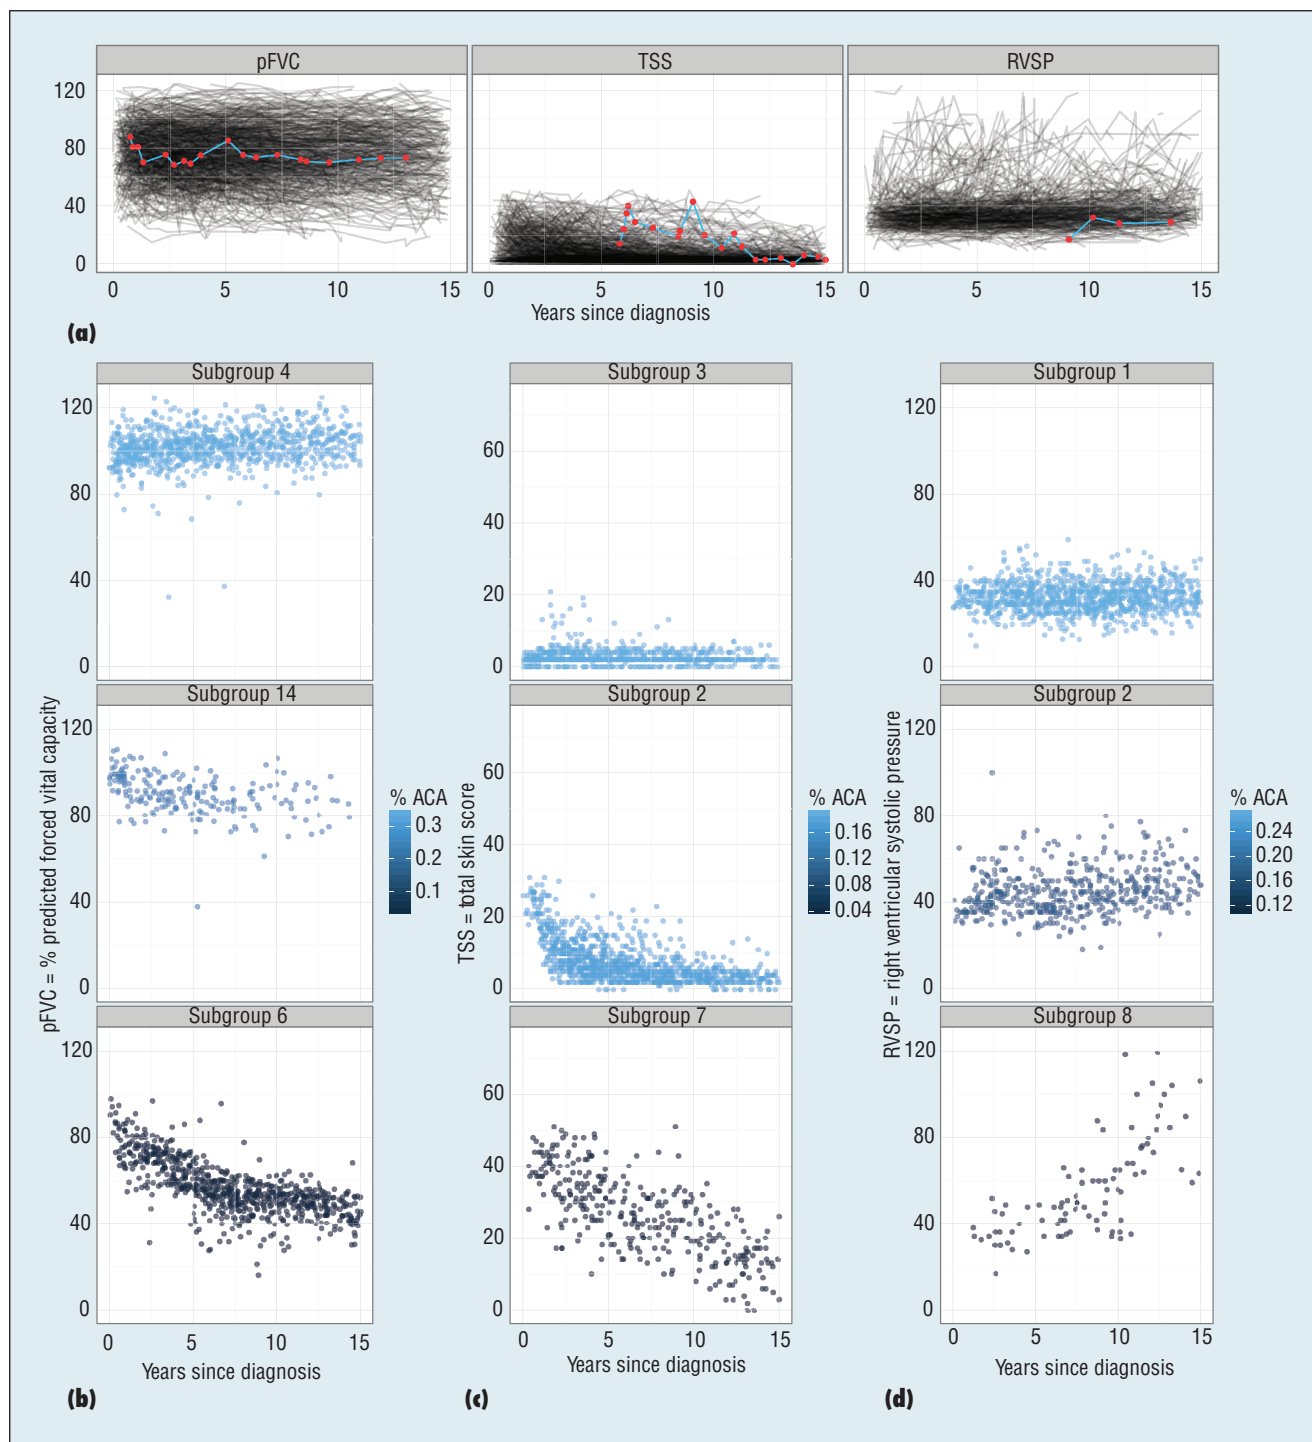 pFVC TSS RVSP
120
80
40
0
0 5 10 15 0 5 10 15 0 5 10 15
Years since diagnosis
(a)
Subgroup 4 Subgroup 3 Subgroup 1
120 60 120
80 40 80
40 20 40
0 0 0
Subgroup 14 Subgroup 2 Subgroup 2
120 60 120
80 40 80
40 20 40
0 0 0
Subgroup 6 Subgroup 7 Subgroup 8
120 60 120
80 40 80
40 20 40
0 0 0
0 5 10 15 0 5 10 15 0 5 10 15
pFVC = % predicted forced vital capacity
TSS = total skin score
RVSP = right ventricular systolic pressure
% ACA
0.3
0.2
0.1
% ACA
0.16
0.12
0.08
0.04
% ACA
0.24
0.20
0.16
0.12
Years since diagnosis Years since diagnosis Years since diagnosis
(b) (c) (d)